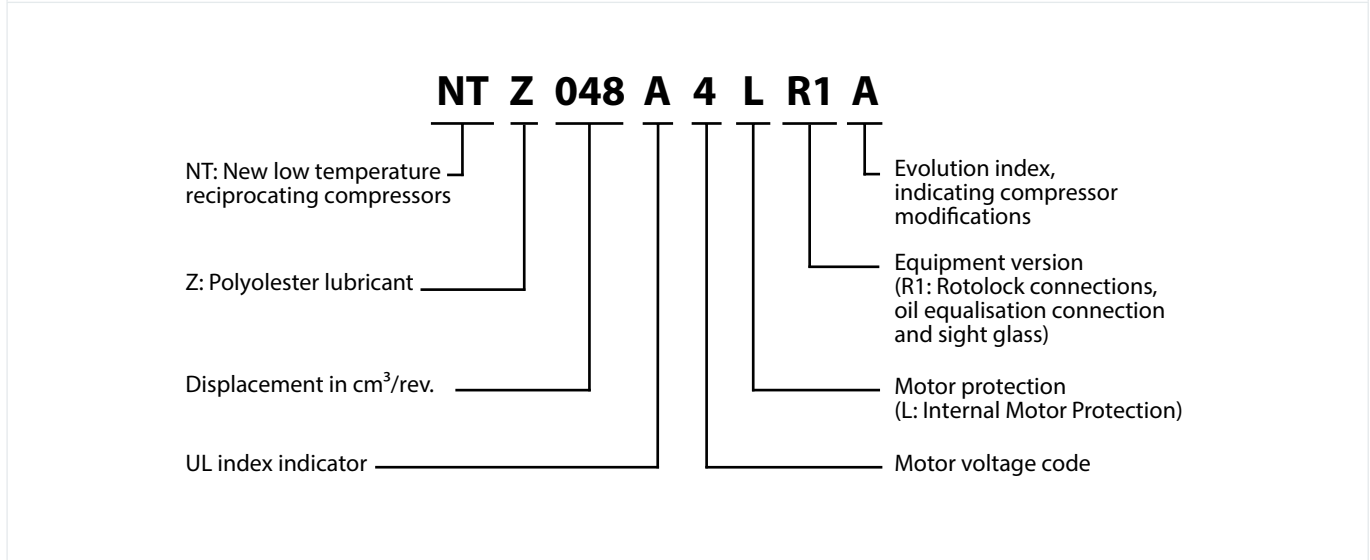 NT Z 048 A 4 L R1 A
NT: New low temperature
reciprocating compressors
Z: Polyolester lubricant
Displacement in cm³/rev.
UL index indicator
Evolution index,
indicating compressor
modifications
Equipment version
(R1: Rotolock connections,
oil equalisation connection
and sight glass)
Motor protection
(L: Internal Motor Protection)
Motor voltage code